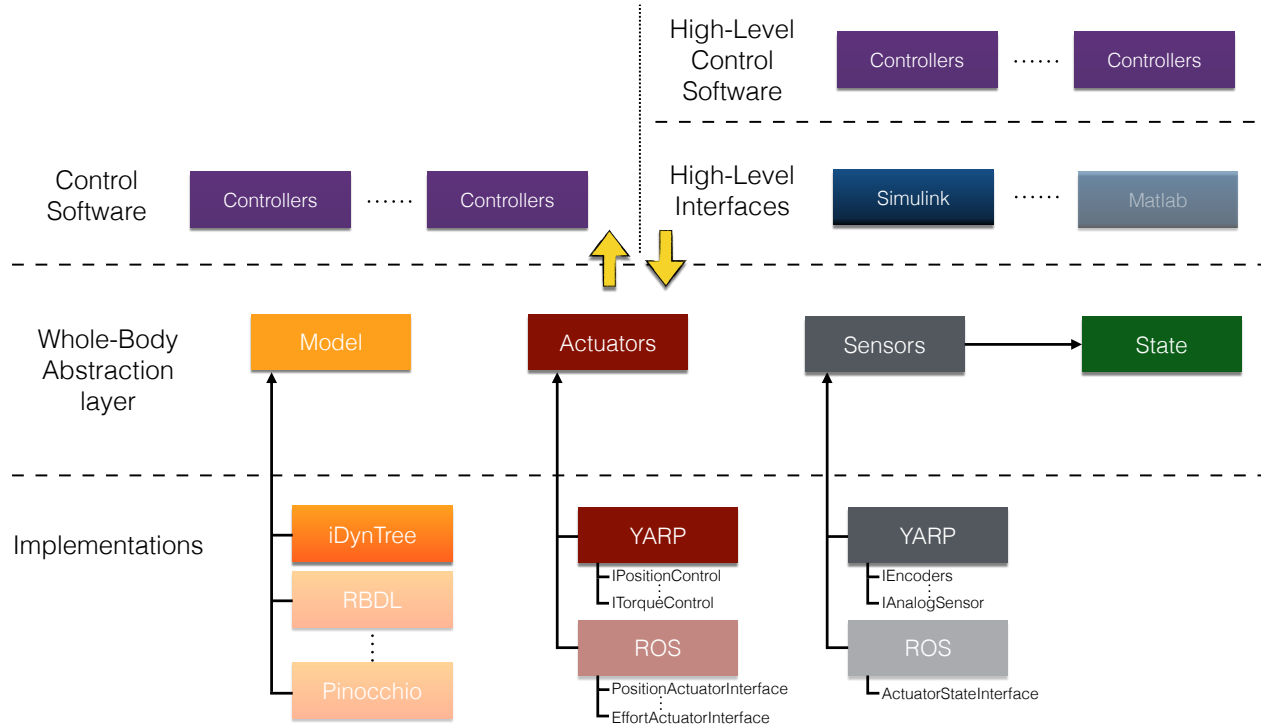 High-Level
Control
Software
Controllers
Controllers
Control
Software
Controllers
Controllers
High-Level
Interfaces
Simulink
Matlab
Whole-Body
Abstraction
layer
Model
Actuators
Sensors
State
Implementations
iDynTree
RBDL
Pinocchio
YARP
IPositionControl
ITorqueControl
ROS
PositionActuatorInterface
EffortActuatorInterface
YARP
IEncoders
IAnalogSensor
ROS
ActuatorStateInterface